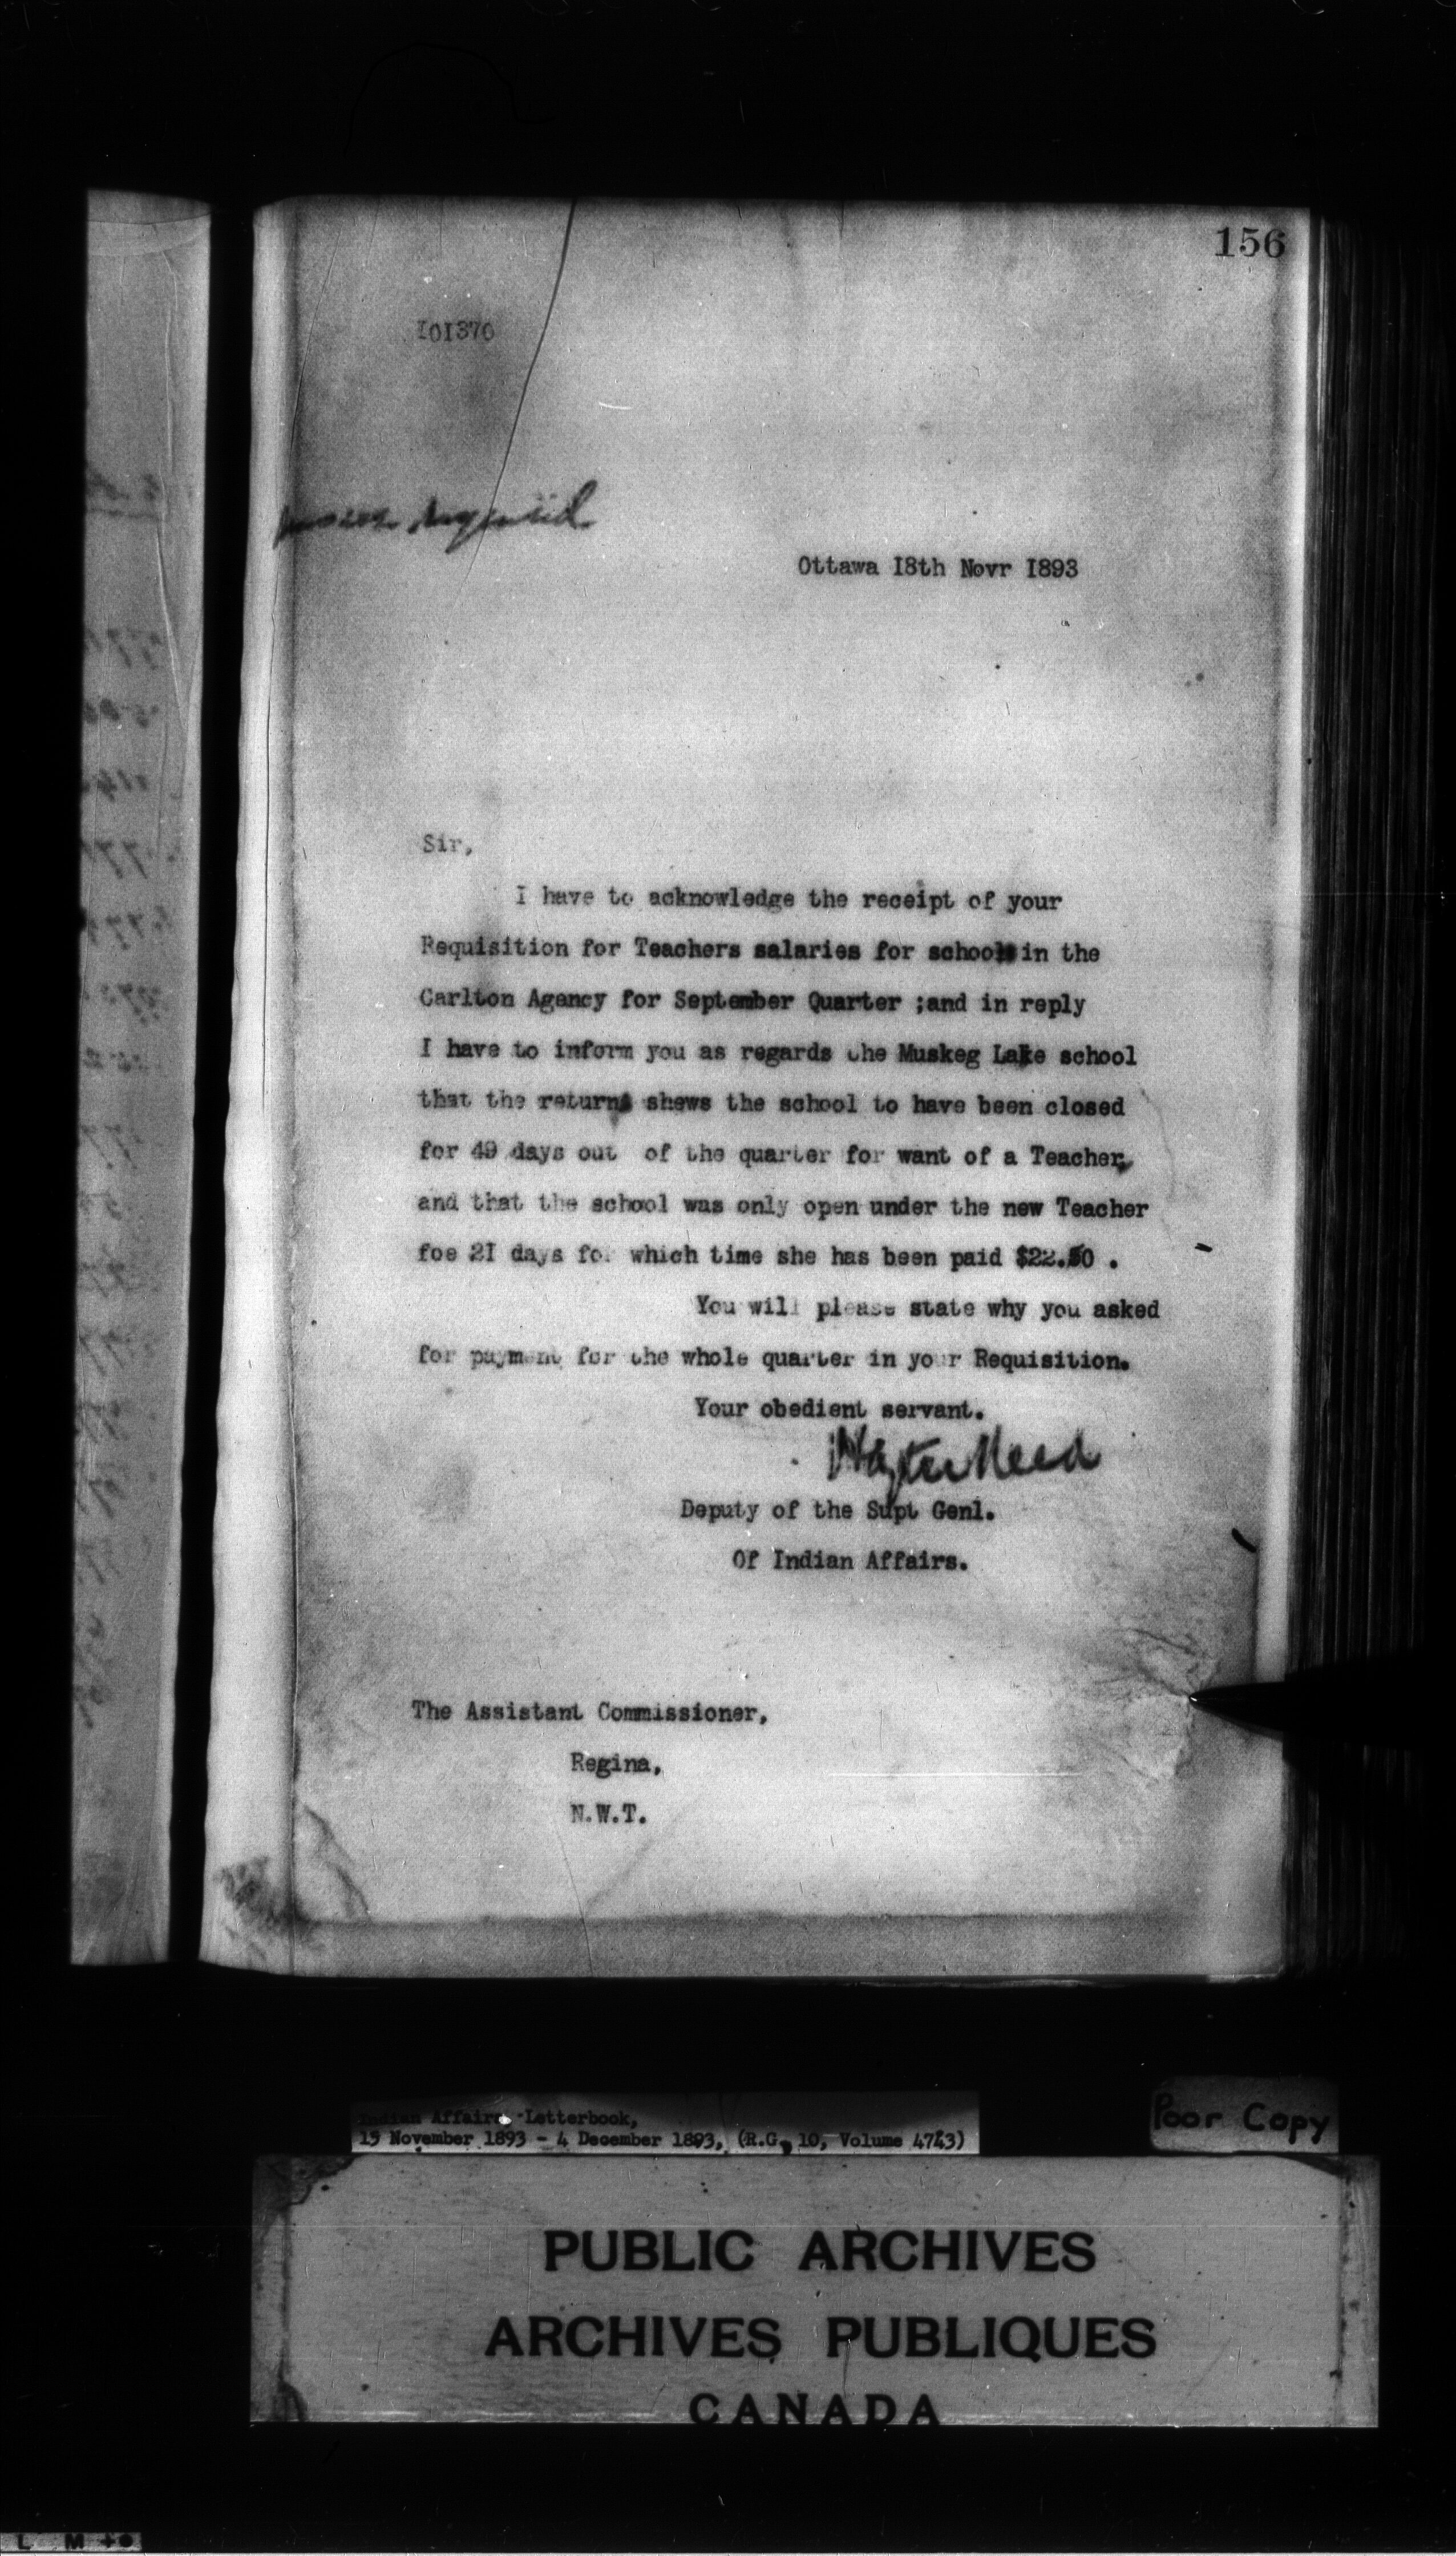 156
101370
Ottawa 18th Novr 1893
Sir,
I have to acknowledge the receipt of your
Requisition for Teachers salaries for schools in the
Carlton Agency for September Quarter ;and in reply
I have to inform you as regards the Muskeg Lake school
that the returns shews the school to have been closed
for 49 days out of the quarter for want of a Teacher,
and that the school was only open under the new Teacher
foe 21 days for which time she has been paid $22.50 .
You will please state why you asked
for payment for the whole quarter in your Requisition.
Your obedient servant.
Hayter Reed
Deputy of the Supt Genl.
Of Indian Affairs.
The Assistant Commissioner,
Regina,
N.W.T.
Indian Affairs Letterbook,
15 November 1893 - 4 December 1893, (R.G. 10, Volume 4743)
Poor Copy
PUBLIC ARCHIVES
ARCHIVES PUBLIQUES
CANADA